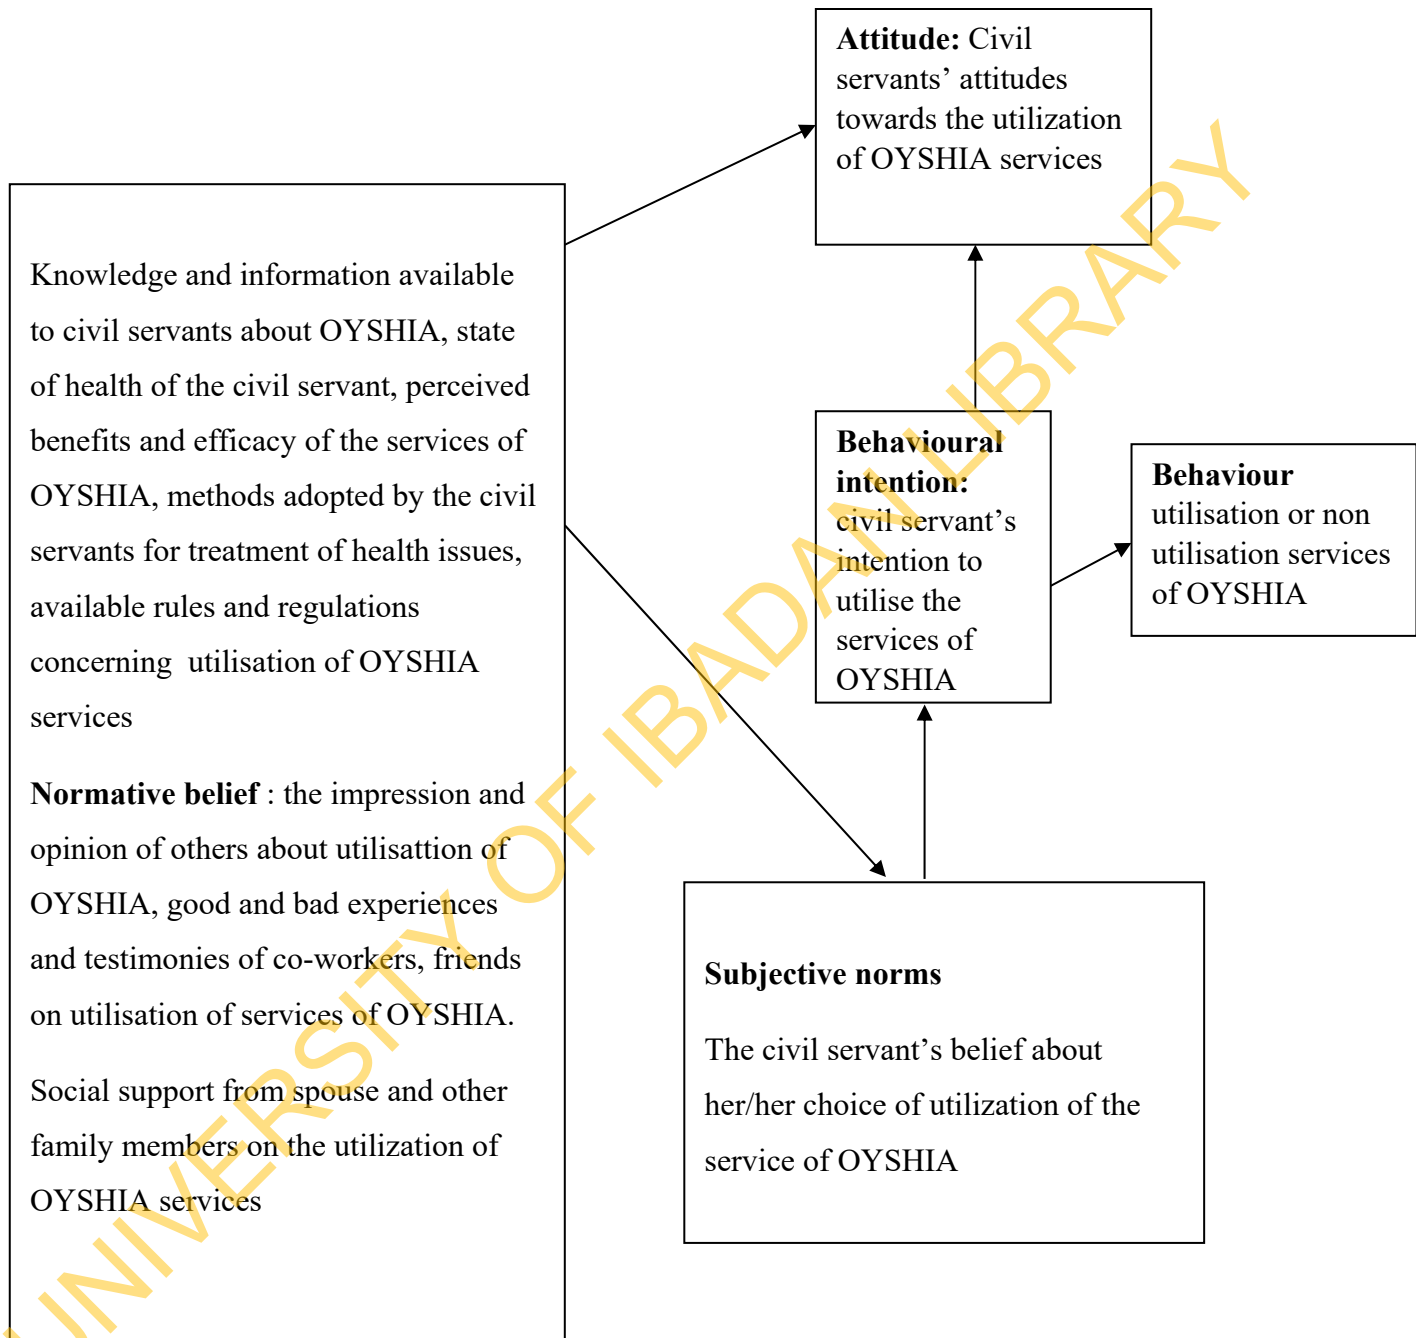 Knowledge and information available
to civil servants about OYSHIA, state
of health of the civil servant, perceived
benefits and efficacy of the services of
OYSHIA, methods adopted by the civil
servants for treatment of health issues,
available rules and regulations
concerning  utilisation of OYSHIA
services
Normative belief : the impression and
opinion of others about utilisattion of
OYSHIA, good and bad experiences
and testimonies of co-workers, friends
on utilisation of services of OYSHIA.
Social support from spouse and other
family members on the utilization of
OYSHIA services
Attitude: Civil
servants’ attitudes
towards the utilization
of OYSHIA services
Behavioural
intention:
civil servant’s
intention to
utilise the
services of
OYSHIA
Behaviour
utilisation or non
utilisation services
of OYSHIA
Subjective norms
The civil servant’s belief about
her/her choice of utilization of the
service of OYSHIA
UNIVERSITY OF IBADAN LIBRARY